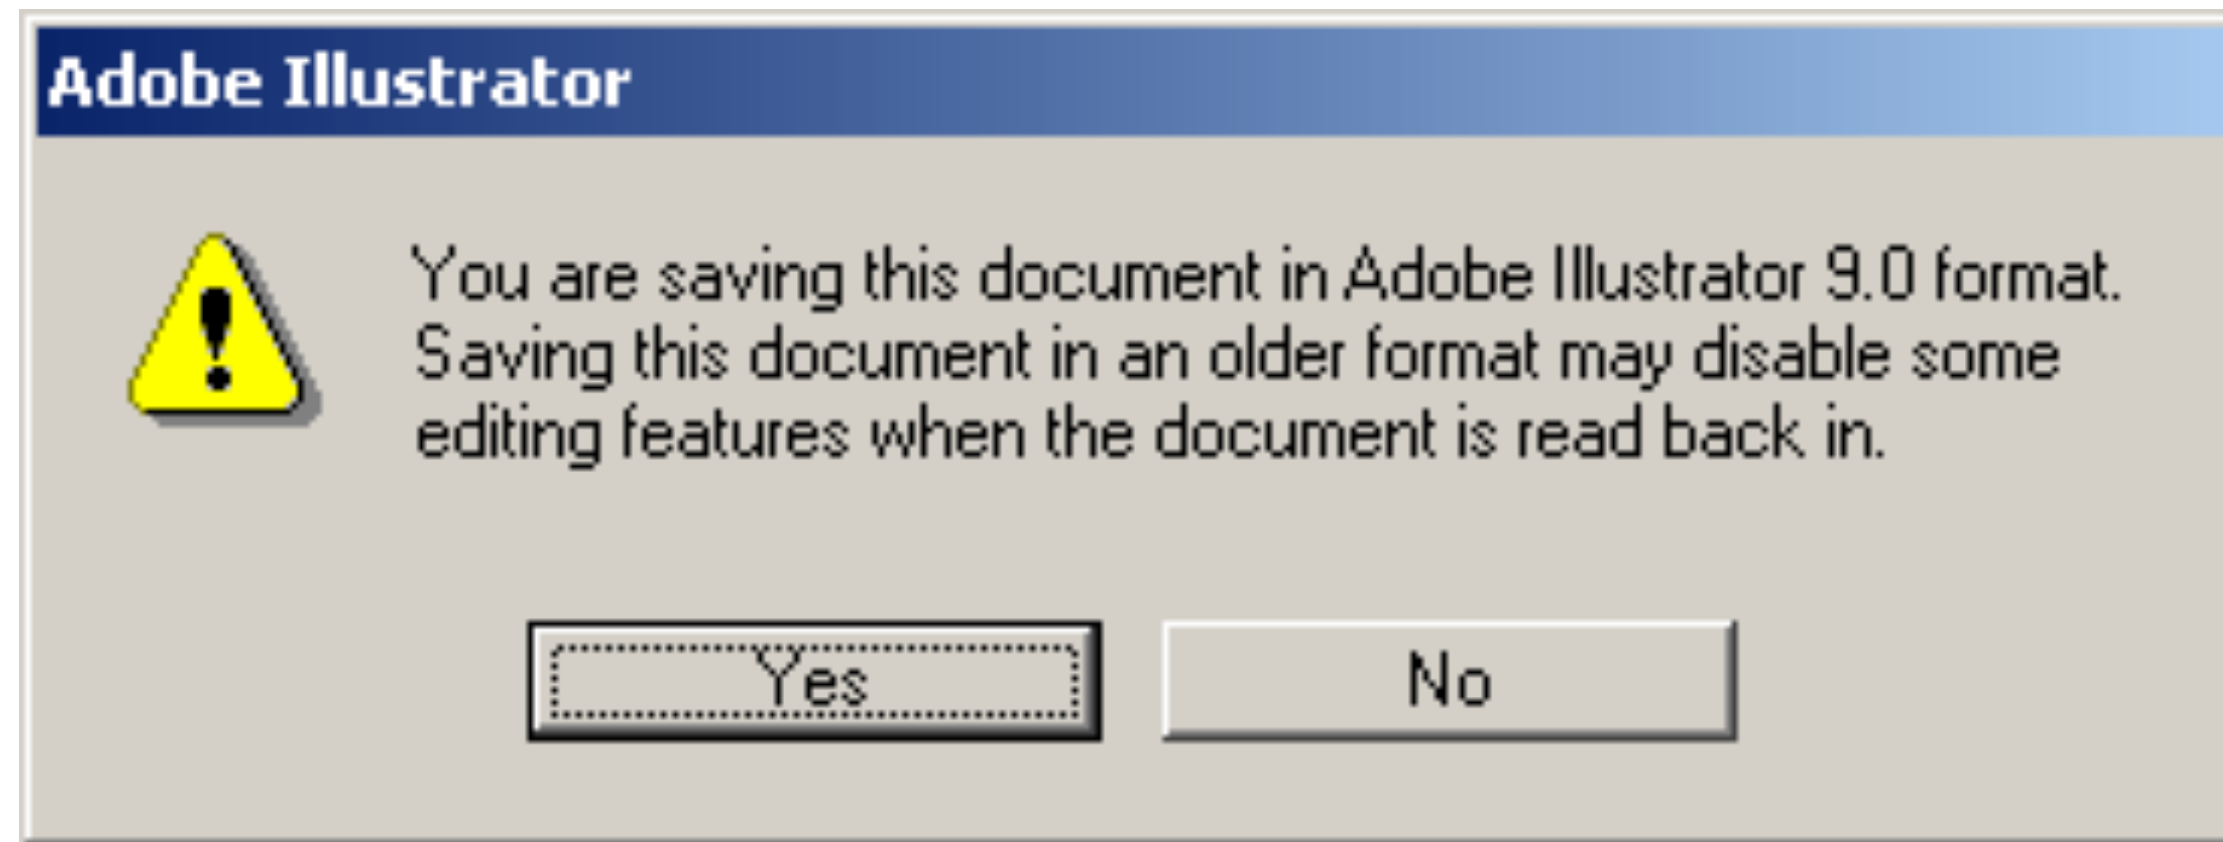 Adobe Illustrator
You are saving this document in Adobe Illustrator 9.0 format.
Saving this document in an older format may disable some
editing features when the document is read back in.
Yes
No